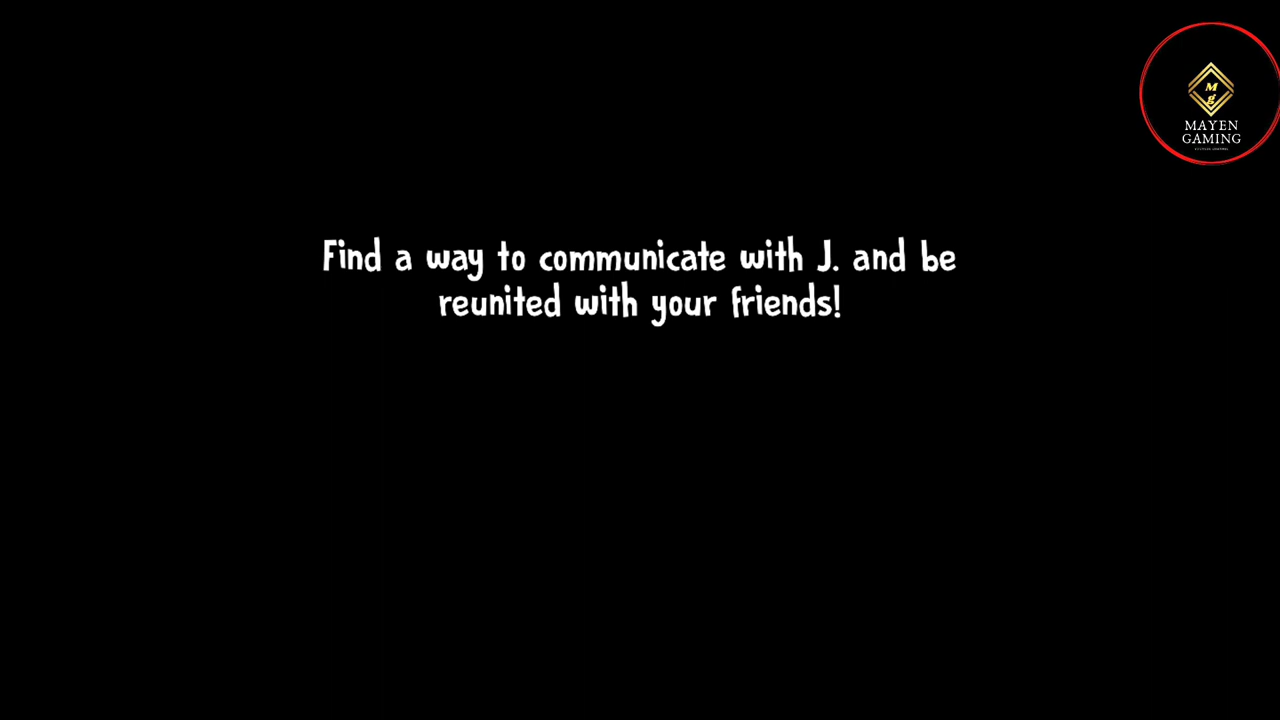 M
g
MAYEN
GAMING
Find a way to communicate with J. and be
reunited with your friends!